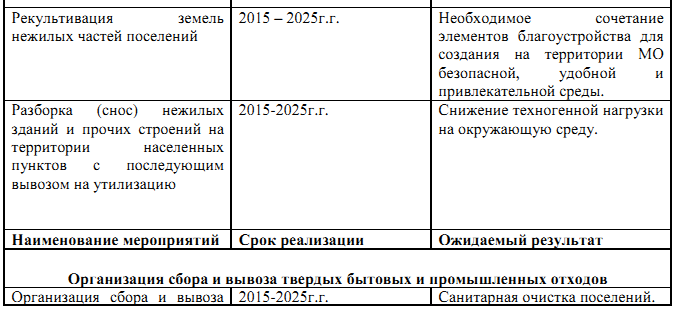 Рекультивация земель 2015 – 2025г.г. Необходимое сочетание
нежилых частей поселений элементов благоустройства для
создания на территории МО
безопасной, удобной и
привлекательной среды.
Разборка (снос) нежилых 2015-2025г.г. Снижение техногенной нагрузки
зданий и прочих строений на на окружающую среду.
территории населенных
пунктов с последующим
вывозом на утилизацию
Наименование мероприятий Срок реализации Ожидаемый результат
Организация сбора и вывоза твердых бытовых и промышленных отходов
Организация сбора и вывоза 2015-2025г.г. Санитарная очистка поселений.